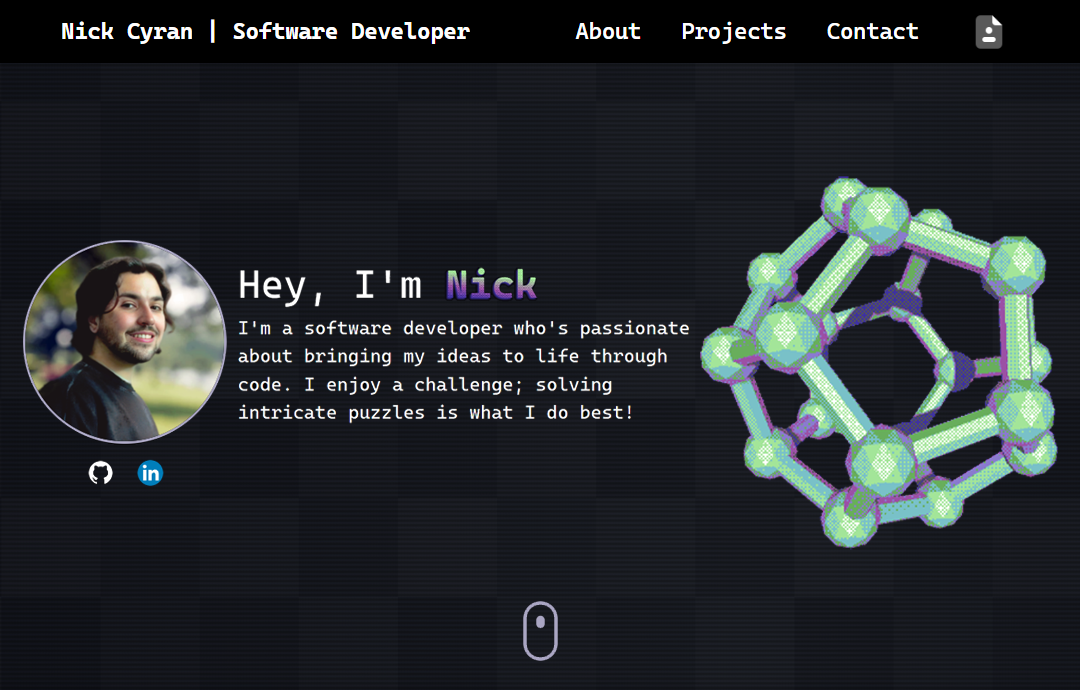 Nick Cyran | Software Developer
About
Projects
Contact
Hey, I'm Nick
I'm a software developer who's passionate
about bringing my ideas to life through
code. I enjoy a challenge; solving
intricate puzzles is what I do best!
in